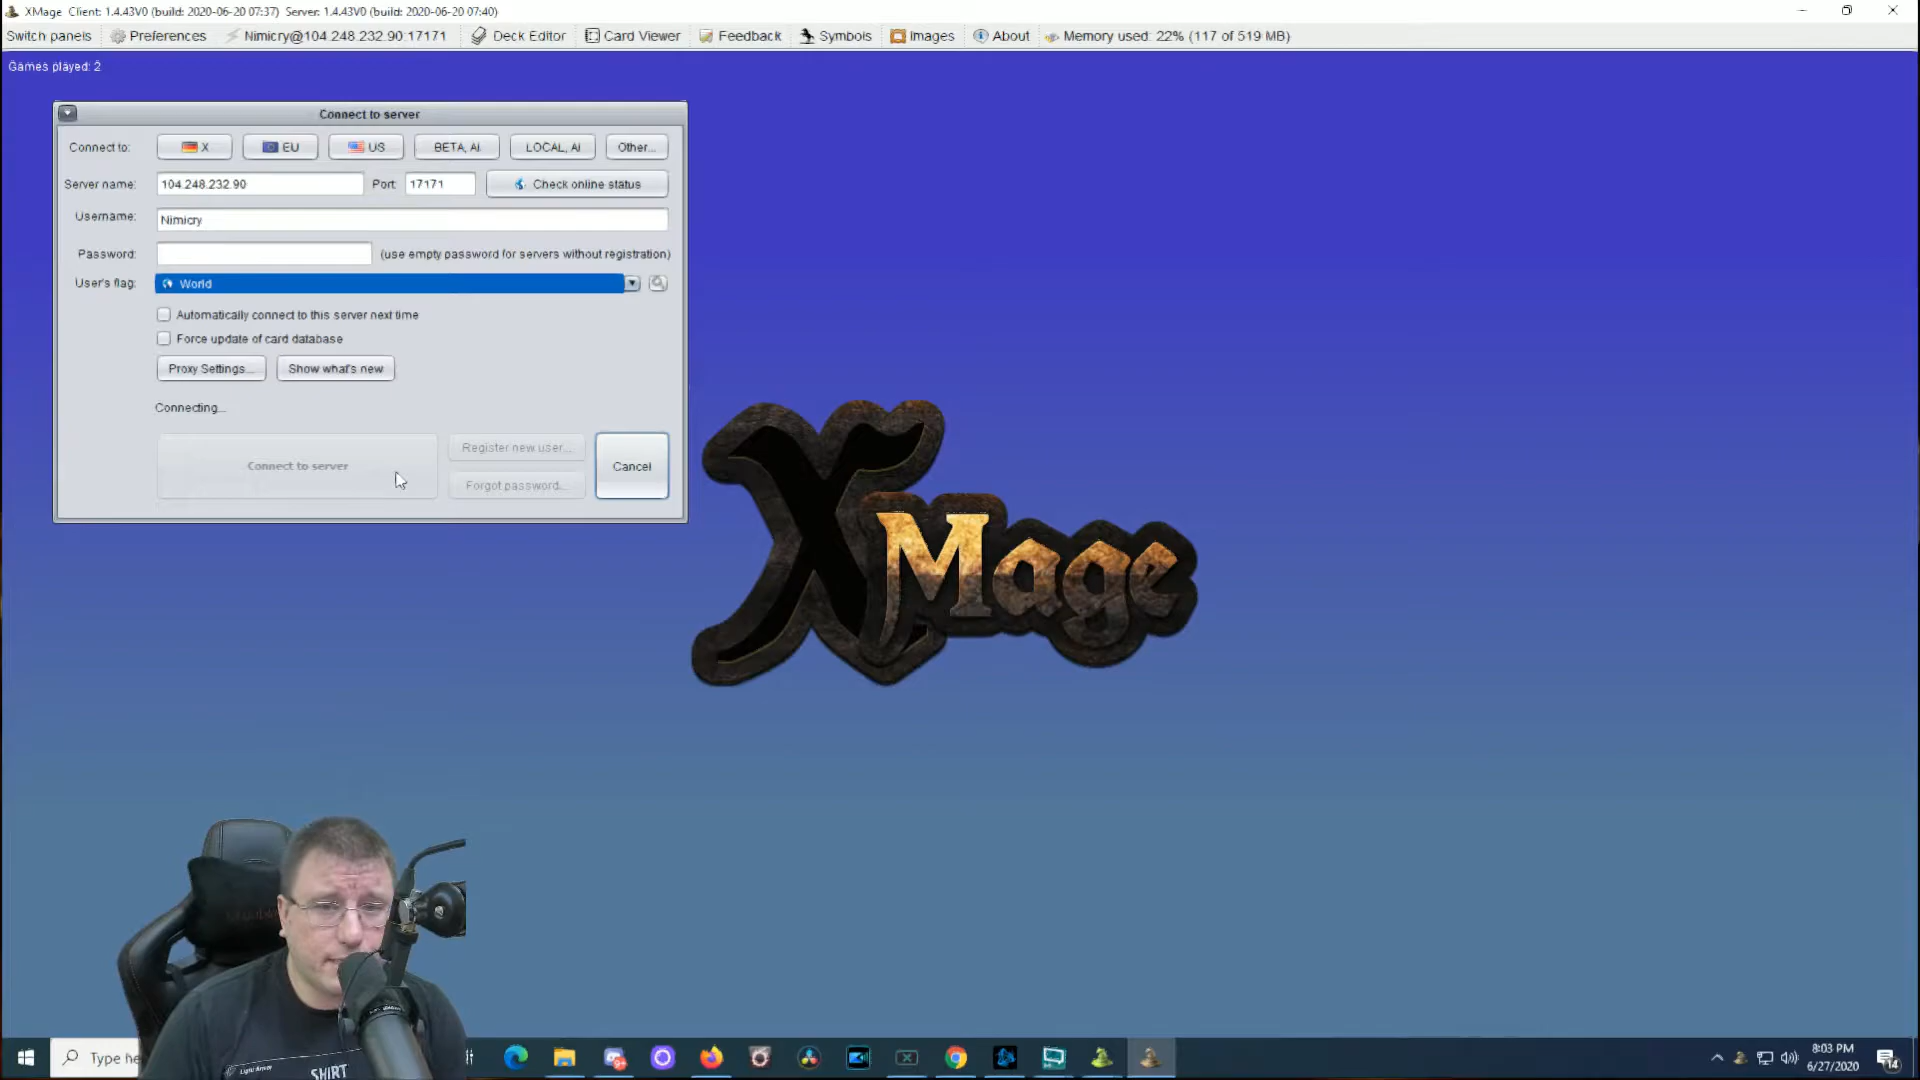 XMage Client: 1.4.43V0 (build: 2020-06-20 07:37) Server: 1.4.43V0 (build: 2020-06-20 07:40)
Switch panels Preferences Nimicry@104.248.232.90:17171 Deck Editor Card Viewer Feedback Symbols Images About Memory used: 22% (117 of 519 MB)
Games played: 2
Connect to server
Connect to: X EU US BETA, AI LOCAL, AI Other...
Server name: 104.248.232.90 Port: 17171 Check online status
Username: Nimicry
Password: (use empty password for servers without registration)
User's flag: World
Automatically connect to this server next time
Force update of card database
Proxy Settings... Show what's new
Connecting...
Connect to server
Register new user...
Forgot password...
Cancel
XMage
Type he
SHIRT
8:03 PM
6/27/2020
14